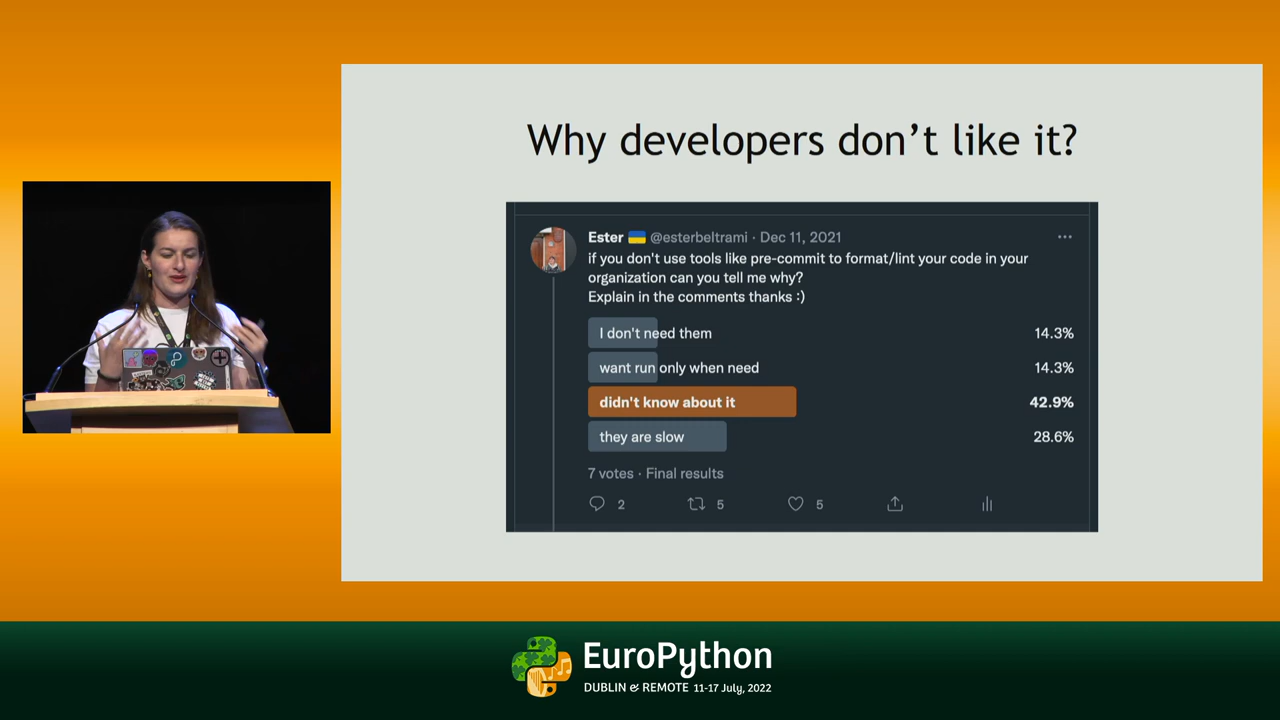 Why developers don't like it?
Ester @esterbeltrami · Dec 11, 2021
if you don't use tools like pre-commit to format/lint your code in your
organization can you tell me why?
Explain in the comments thanks :)
I don't need them 14.3%
want run only when need 14.3%
didn't know about it 42.9%
they are slow 28.6%
7 votes · Final results
2 5 5
EuroPython
DUBLIN & REMOTE 11-17 July, 2022